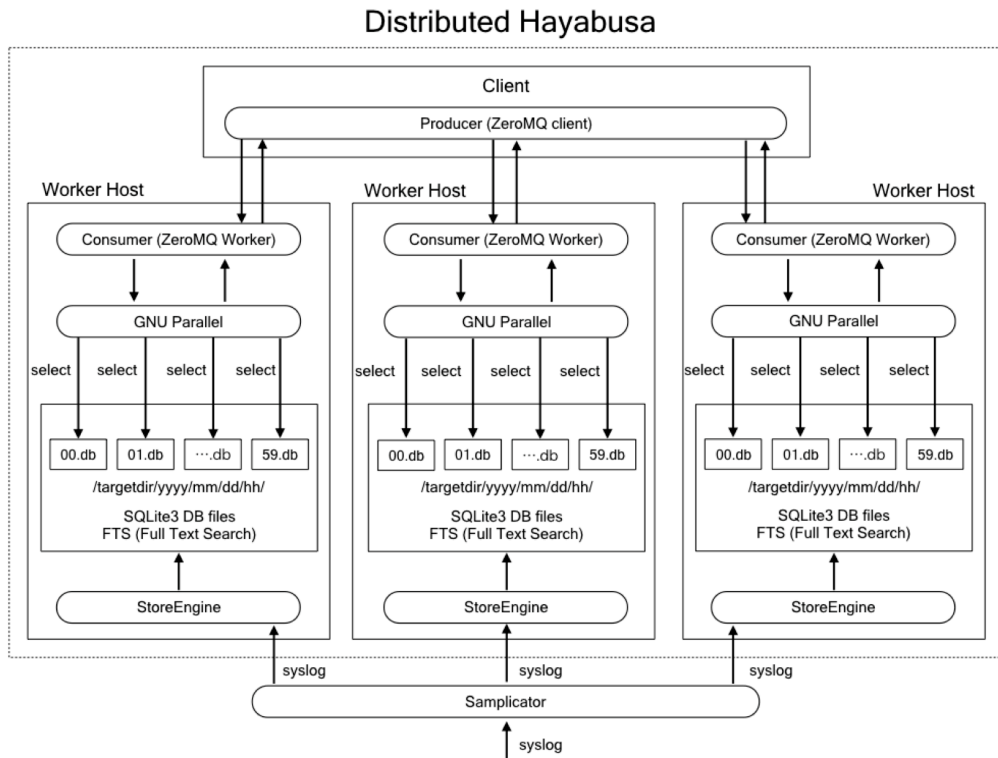 Distributed Hayabusa
Client
Producer (ZeroMQ client)
Worker Host
Worker Host
Worker Host
Consumer (ZeroMQ Worker)
Consumer (ZeroMQ Worker)
Consumer (ZeroMQ Worker)
GNU Parallel
GNU Parallel
GNU Parallel
select select select select
select select select select
select select select select
00.db 01.db ….db 59.db
00.db 01.db ….db 59.db
00.db 01.db ….db 59.db
/targetdir/yyyy/mm/dd/hh/
/targetdir/yyyy/mm/dd/hh/
/targetdir/yyyy/mm/dd/hh/
SQLite3 DB files
FTS (Full Text Search)
SQLite3 DB files
FTS (Full Text Search)
SQLite3 DB files
FTS (Full Text Search)
StoreEngine
StoreEngine
StoreEngine
syslog
syslog
syslog
Samplicator
syslog